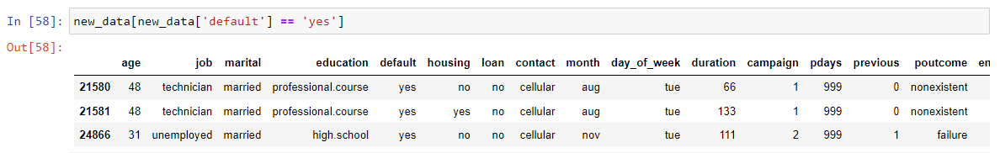 In [58]: new_data[new_data['default'] == 'yes']
Out[58]:
age job marital education default housing loan contact month day_of_week duration campaign pdays previous poutcome en
21580 48 technician married professional.course yes no no cellular aug tue 66 1 999 0 nonexistent
21581 48 technician married professional.course yes yes no cellular aug tue 133 1 999 0 nonexistent
24866 31 unemployed married high.school yes no no cellular nov tue 111 2 999 1 failure